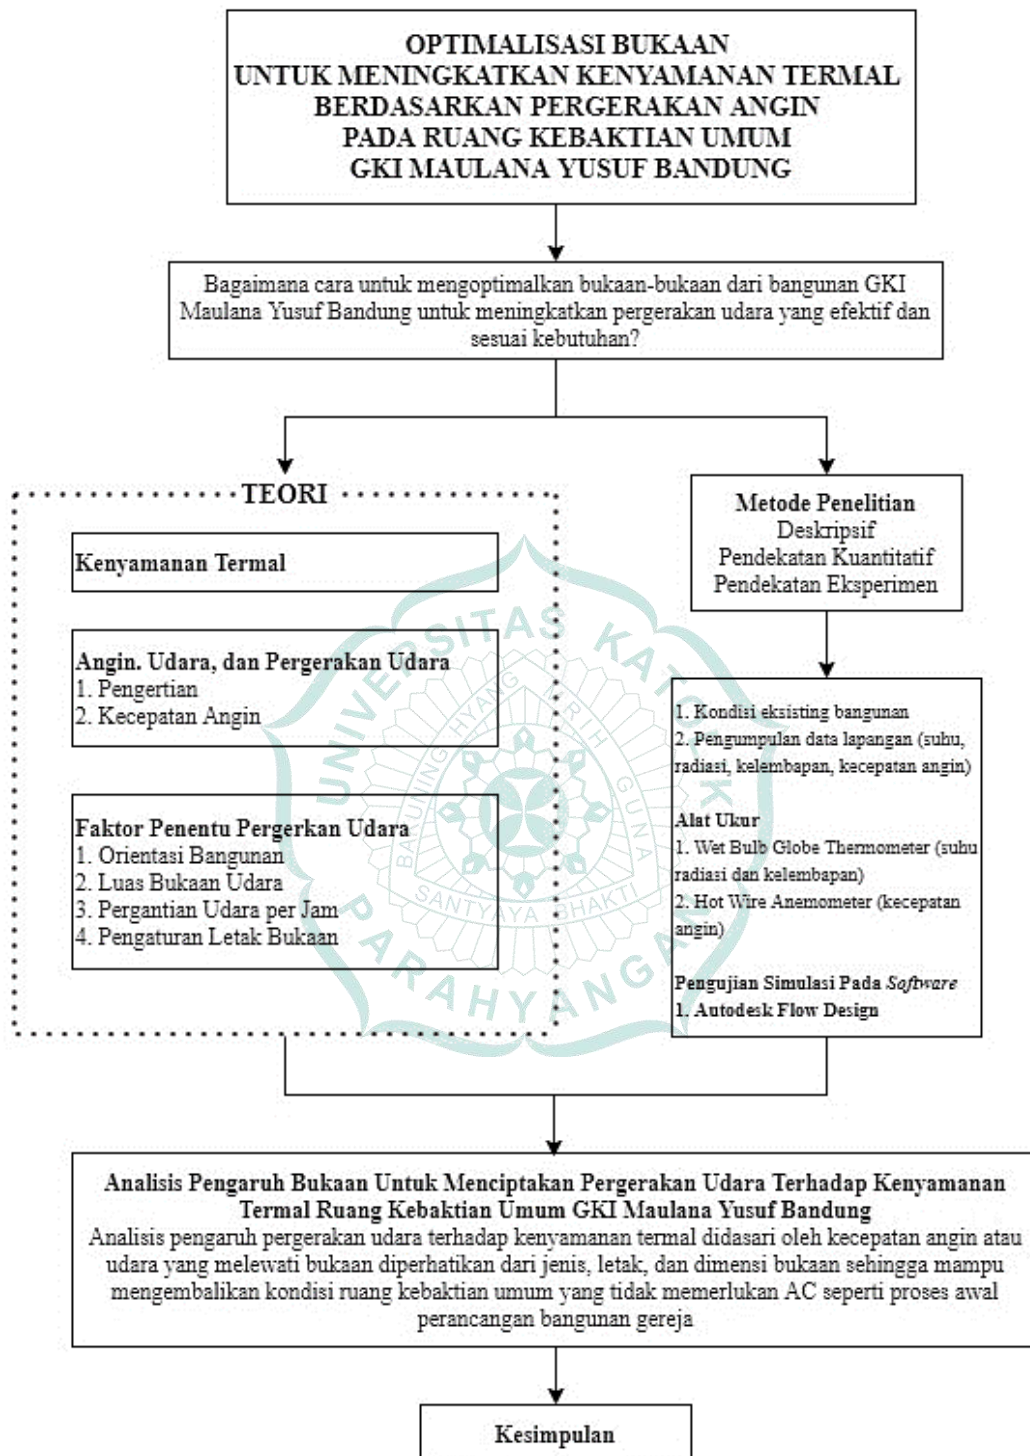 OPTIMALISASI BUKAAN
UNTUK MENINGKATKAN KENYAMANAN TERMAL
BERDASARKAN PERGERAKAN ANGIN
PADA RUANG KEBAKTIAN UMUM
GKI MAULANA YUSUF BANDUNG
Bagaimana cara untuk mengoptimalkan bukaan-bukaan dari bangunan GKI
Maulana Yusuf Bandung untuk meningkatkan pergerakan udara yang efektif dan
sesuai kebutuhan?
TEORI
Kenyamanan Termal
Angin. Udara, dan Pergerakan Udara
1. Pengertian
2. Kecepatan Angin
Faktor Penentu Pergerkan Udara
1. Orientasi Bangunan
2. Luas Bukaan Udara
3. Pergantian Udara per Jam
4. Pengaturan Letak Bukaan
Metode Penelitian
Deskripsif
Pendekatan Kuantitatif
Pendekatan Eksperimen
1. Kondisi eksisting bangunan
2. Pengumpulan data lapangan (suhu,
radiasi, kelembapan, kecepatan angin)
Alat Ukur
1. Wet Bulb Globe Thermometer (suhu
radiasi dan kelembapan)
2. Hot Wire Anemometer (kecepatan
angin)
Pengujian Simulasi Pada Software
1. Autodesk Flow Design
UNIVERSITAS KATOLIK
PARAHYANGAN
BAKUNING HYANG MRIH GUNA
SANTYAYA BHAKTI
Analisis Pengaruh Bukaan Untuk Menciptakan Pergerakan Udara Terhadap Kenyamanan
Termal Ruang Kebaktian Umum GKI Maulana Yusuf Bandung
Analisis pengaruh pergerakan udara terhadap kenyamanan termal didasari oleh kecepatan angin atau
udara yang melewati bukaan diperhatikan dari jenis, letak, dan dimensi bukaan sehingga mampu
mengembalikan kondisi ruang kebaktian umum yang tidak memerlukan AC seperti proses awal
perancangan bangunan gereja
Kesimpulan